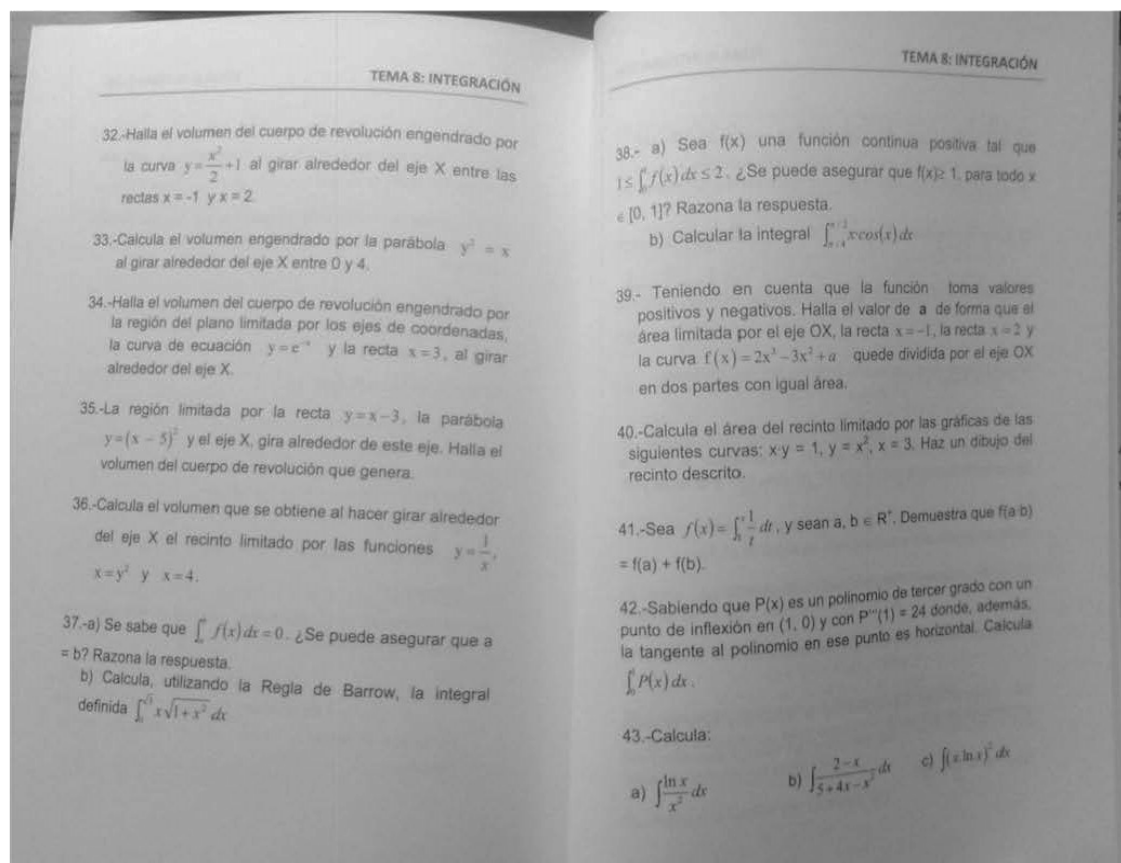 TEMA 8: INTEGRACIÓN
32.-Halla el volumen del cuerpo de revolución engendrado por
la curva y = x²/2 + 1 al girar alrededor del eje X entre las
rectas x = -1 y x = 2.
33.-Calcula el volumen engendrado por la parábola y² = x
al girar alrededor del eje X entre 0 y 4.
34.-Halla el volumen del cuerpo de revolución engendrado por
la región del plano limitada por los ejes de coordenadas,
la curva de ecuación y = e⁻ˣ y la recta x = 3, al girar
alrededor del eje X.
35.-La región limitada por la recta y = x − 3, la parábola
y = (x − 5)² y el eje X, gira alrededor de este eje. Halla el
volumen del cuerpo de revolución que genera.
36.-Calcula el volumen que se obtiene al hacer girar alrededor
del eje X el recinto limitado por las funciones y = 1/x,
x = y² y x = 4.
37.-a) Se sabe que ∫ f(x) dx = 0. ¿Se puede asegurar que a
= b? Razona la respuesta.
b) Calcula, utilizando la Regla de Barrow, la integral
definida ∫ x√(1 + x²) dx
TEMA 8: INTEGRACIÓN
38.- a) Sea f(x) una función continua positiva tal que
1 ≤ ∫ f(x) dx ≤ 2. ¿Se puede asegurar que f(x)≥ 1, para todo x
∈ [0, 1]? Razona la respuesta.
b) Calcular la integral ∫ x·cos(x) dx
39.- Teniendo en cuenta que la función toma valores
positivos y negativos. Halla el valor de a de forma que el
área limitada por el eje OX, la recta x = −1, la recta x = 2 y
la curva f(x) = 2x³ − 3x² + a quede dividida por el eje OX
en dos partes con igual área.
40.-Calcula el área del recinto limitado por las gráficas de las
siguientes curvas: x·y = 1, y = x², x = 3. Haz un dibujo del
recinto descrito.
41.-Sea f(x) = ∫ 1/t dt, y sean a, b ∈ R⁺. Demuestra que f(a·b)
= f(a) + f(b).
42.-Sabiendo que P(x) es un polinomio de tercer grado con un
punto de inflexión en (1, 0) y con P'''(1) = 24 donde, además,
la tangente al polinomio en ese punto es horizontal. Calcula
∫ P(x) dx.
43.-Calcula:
a) ∫ ln x/x² dx b) ∫ (2 − x)/(5 + 4x − x²) dx c) ∫(x.ln x)² dx